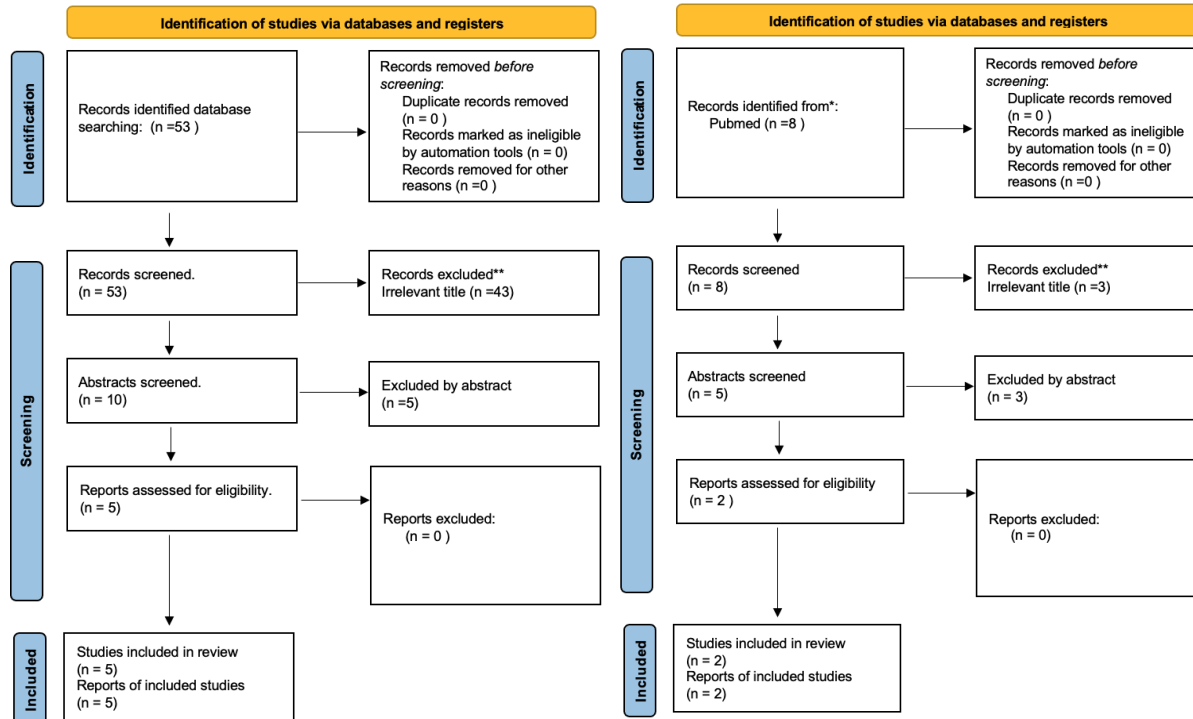 Identification of studies via databases and registers
Identification
Records identified database
searching: (n =53 )
Records removed before
screening:
Duplicate records removed
(n = 0 )
Records marked as ineligible
by automation tools (n = 0)
Records removed for other
reasons (n =0 )
Screening
Records screened.
(n = 53)
Records excluded**
Irrelevant title (n =43)
Abstracts screened.
(n = 10)
Excluded by abstract
(n =5)
Reports assessed for eligibility.
(n = 5)
Reports excluded:
(n = 0 )
Included
Studies included in review
(n = 5)
Reports of included studies
(n = 5)
Identification of studies via databases and registers
Identification
Records identified from*:
Pubmed (n =8 )
Records removed before
screening:
Duplicate records removed
(n = 0 )
Records marked as ineligible
by automation tools (n = 0)
Records removed for other
reasons (n =0 )
Screening
Records screened
(n = 8)
Records excluded**
Irrelevant title (n =3)
Abstracts screened
(n = 5)
Excluded by abstract
(n = 3)
Reports assessed for eligibility
(n = 2 )
Reports excluded:
(n = 0)
Included
Studies included in review
(n = 2)
Reports of included studies
(n = 2)